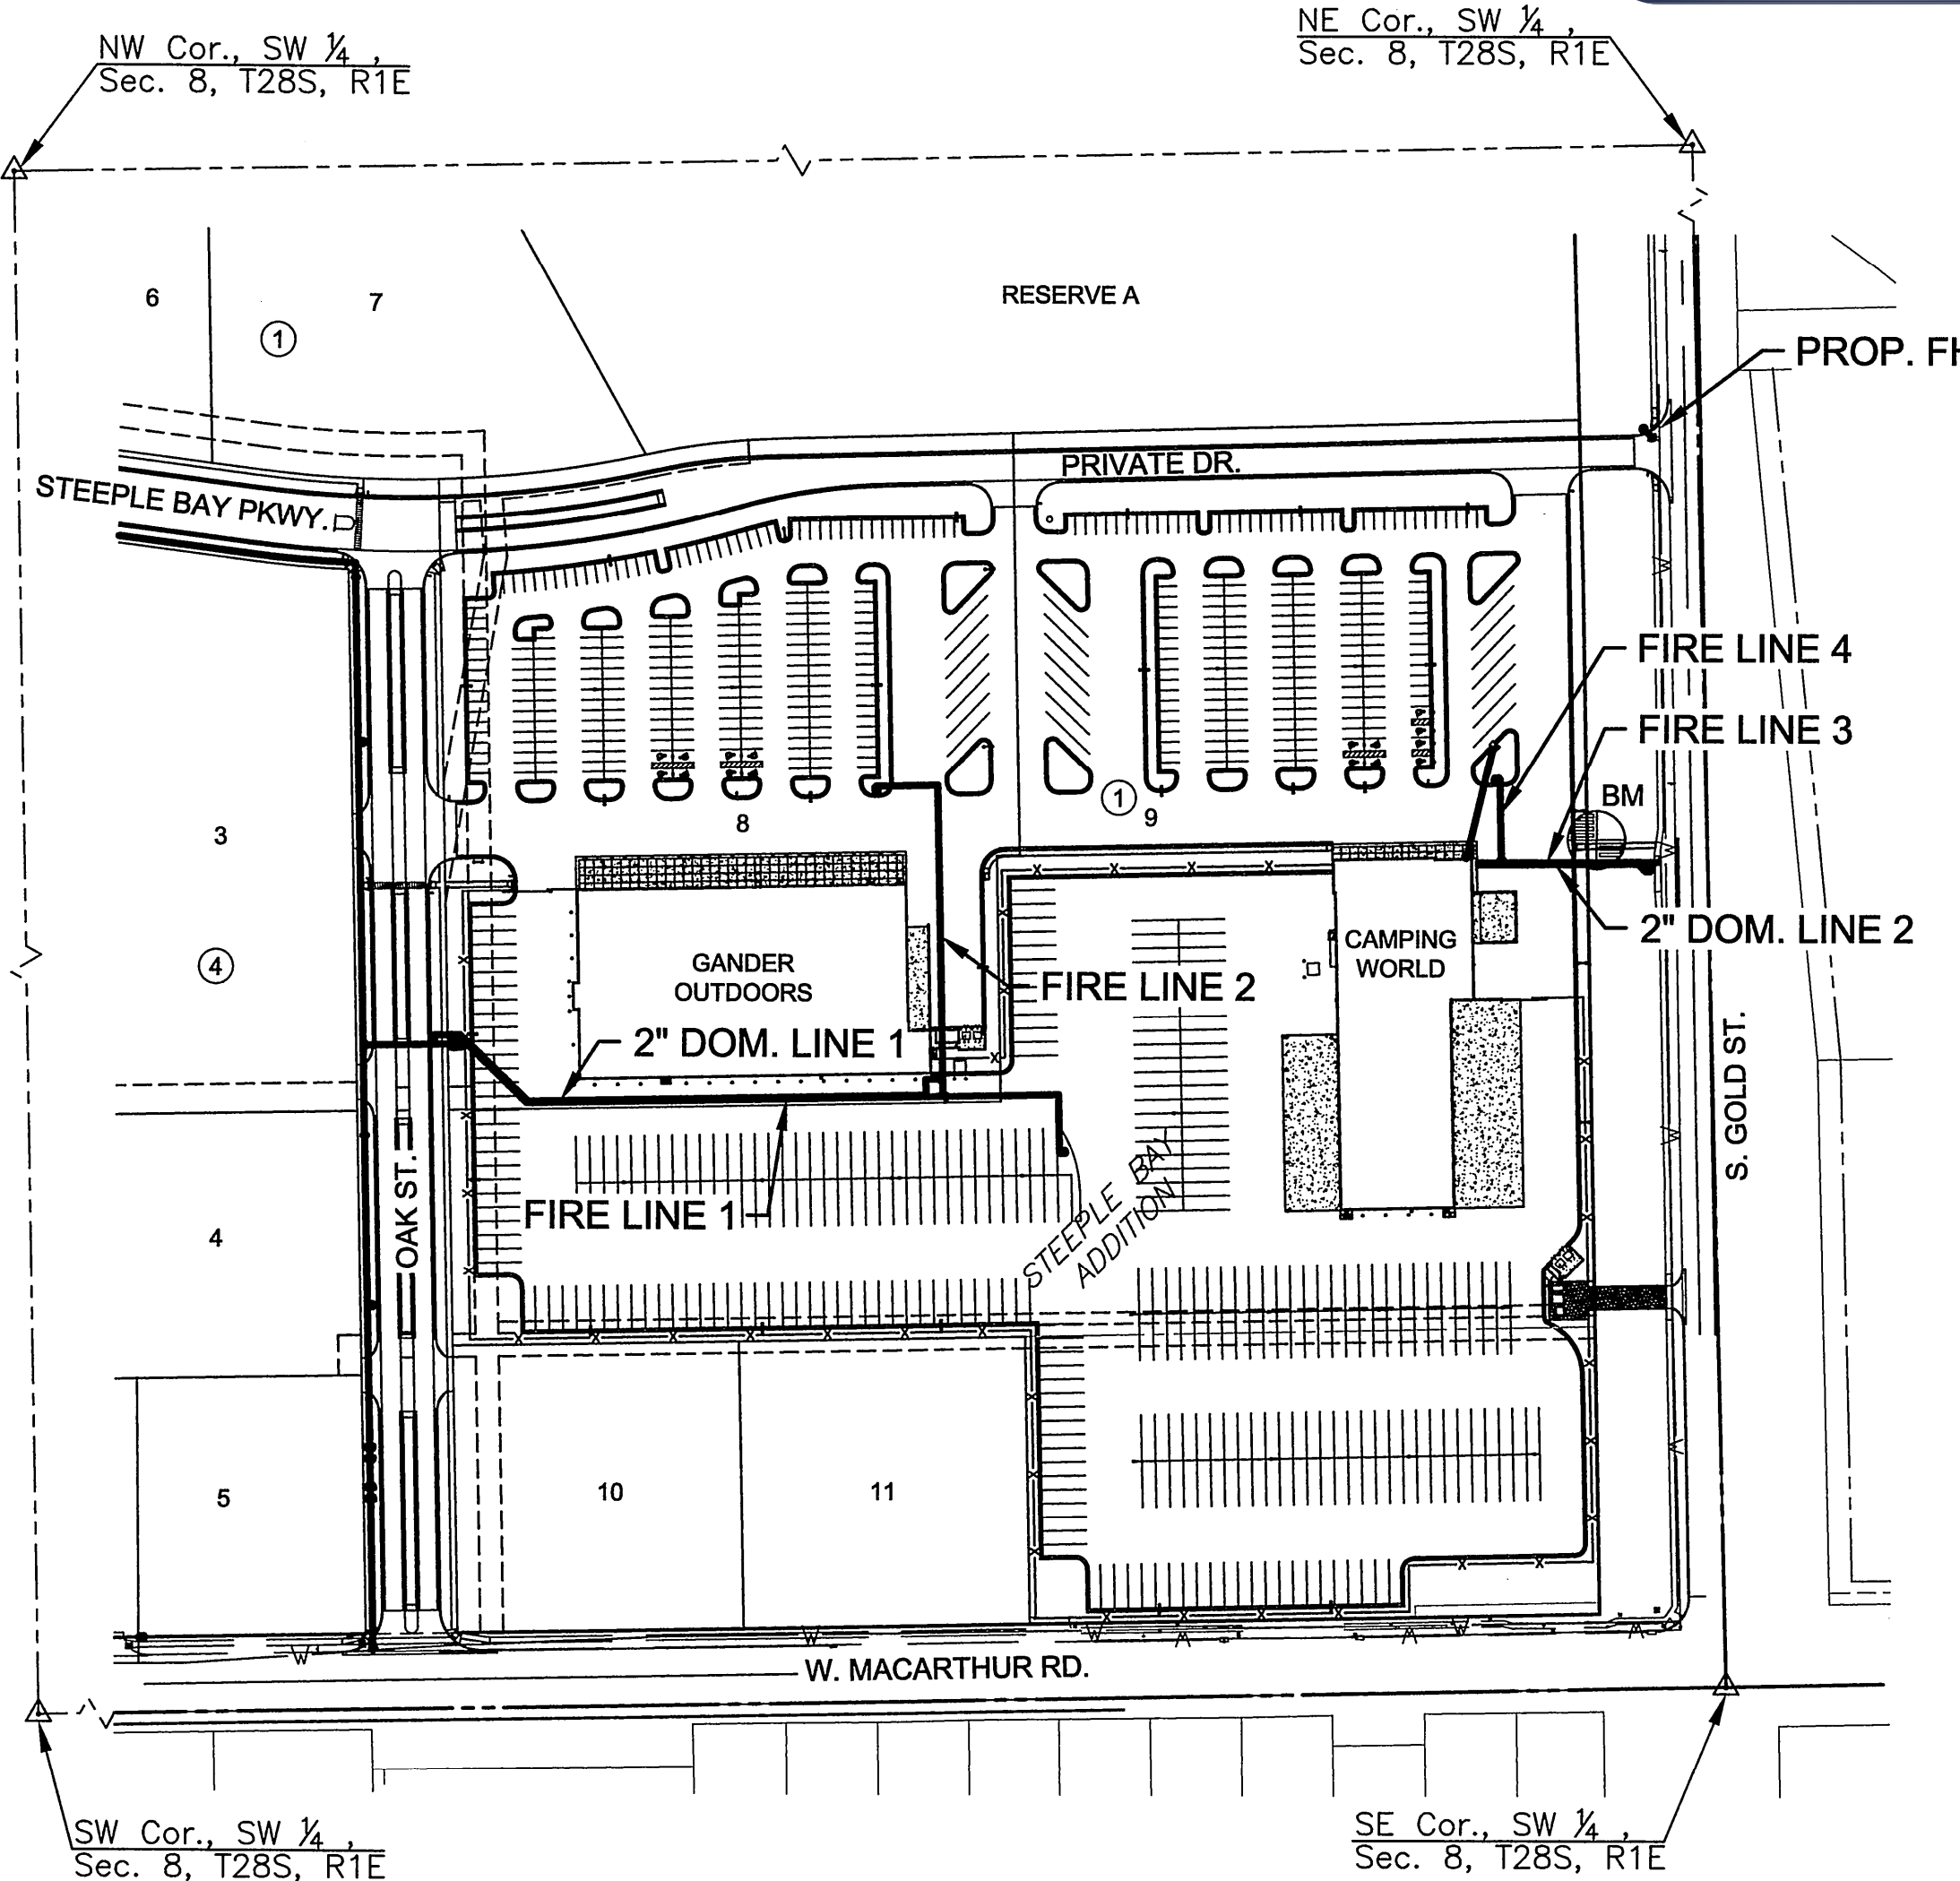 NW Cor., SW ¼ ,
Sec. 8, T28S, R1E
NE Cor., SW ¼ ,
Sec. 8, T28S, R1E
6
7
1
RESERVE A
PROP. FH
STEEPLE BAY PKWY.
PRIVATE DR.
FIRE LINE 4
FIRE LINE 3
BM
1
9
8
3
2" DOM. LINE 2
CAMPING
WORLD
GANDER
OUTDOORS
4
FIRE LINE 2
2" DOM. LINE 1
S. GOLD ST.
OAK ST.
FIRE LINE 1
STEEPLE BAY
ADDITION
4
5
10
11
W. MACARTHUR RD.
SW Cor., SW ¼ ,
Sec. 8, T28S, R1E
SE Cor., SW ¼ ,
Sec. 8, T28S, R1E